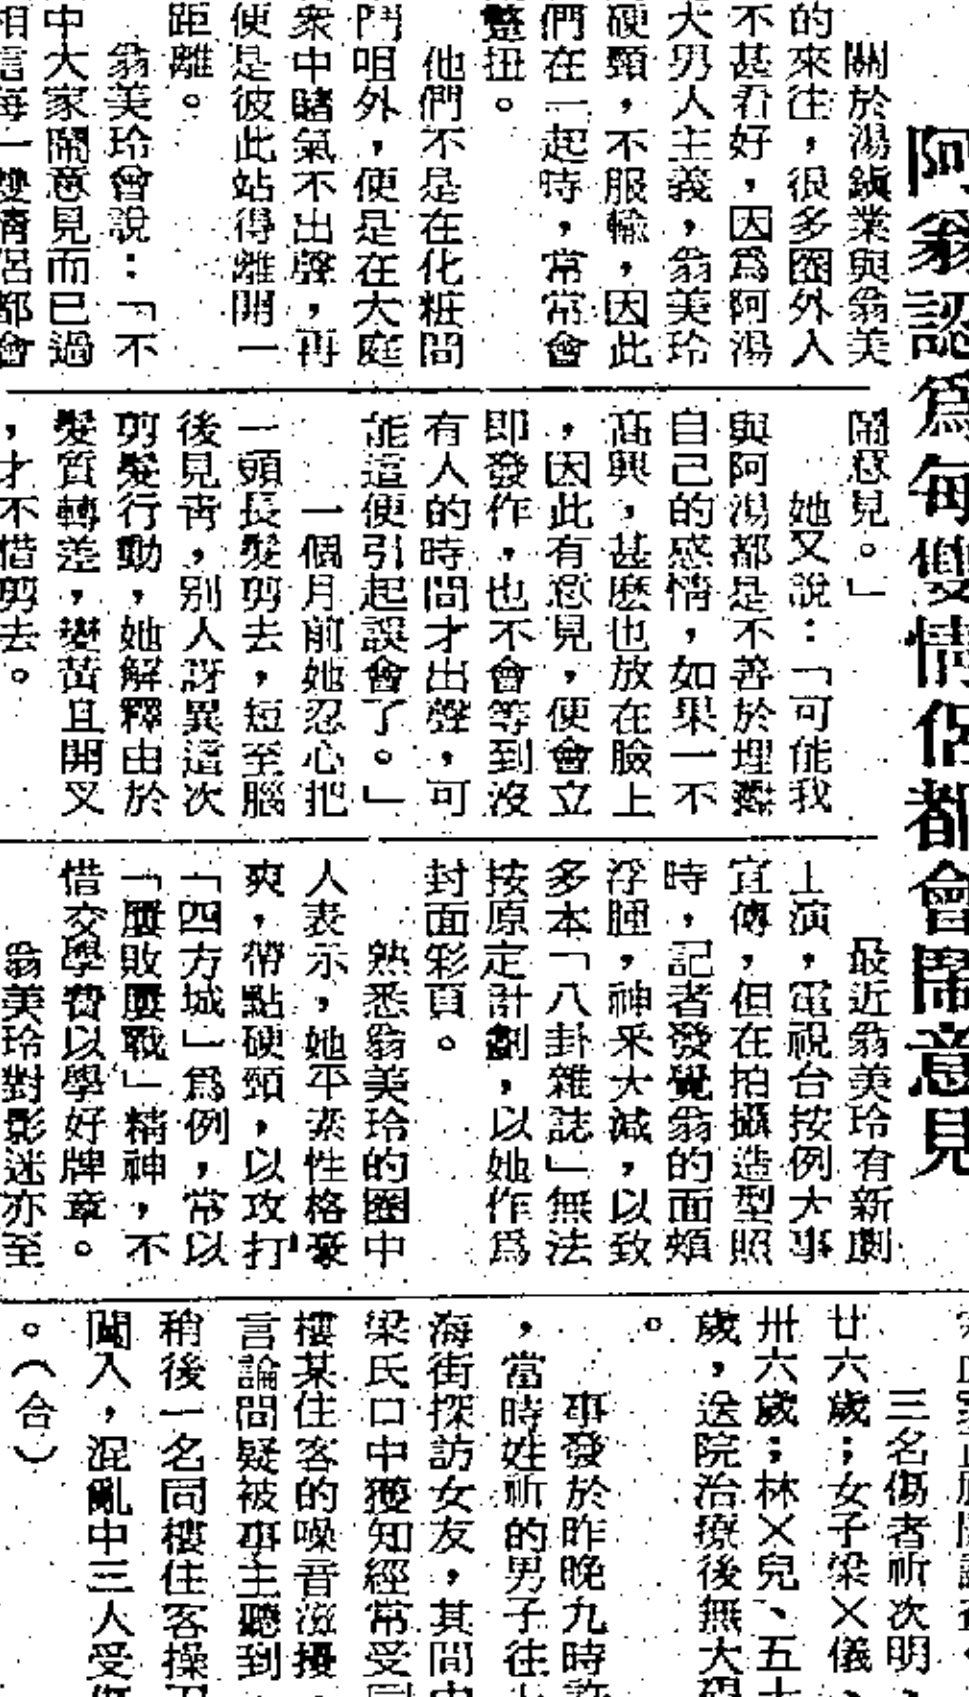 阿翁認爲每雙情侶都會鬧意見
關於湯鎭業與翁美
的來往，很多圈外人
不甚看好，因爲阿湯
大男人主義，翁美玲
硬頸，不服輸，因此
們在一起時，常常會
蹩扭。
他們不是在化粧間
鬥咀外，便是在大庭
衆中賭氣不出聲，再
便是彼此站得離開一
距離。
翁美玲曾說：「不
中大家鬧意見而已過
相信每一雙情侶都會
鬧意見。」
她又說：「可能我
與阿湯都是不善於埋藏
自己的感情，如果一不
高興，甚麽也放在臉上
，因此有意見，便會立
即發作，也不會等到沒
有人的時間才出聲，可
能這便引起誤會了。」
一個月前她忍心把
一頭長髮剪去，短至腦
後見靑，別人訝異這次
剪髮行動，她解釋由於
髮質轉差，變黃且開叉
，才不惜剪去。
最近翁美玲有新劇
上演，電視台按例大事
宣傳，但在拍攝造型照
時，記者發覺翁的面頰
浮腫，神采大減，以致
多本「八卦雜誌」無法
按原定計劃，以她作爲
封面彩頁。
熟悉翁美玲的圈中
人表示，她平素性格豪
爽，帶點硬頸，以攻打
「四方城」爲例，常以
「屢敗屢戰」精神，不
惜交學費以學好牌章。
翁美玲對影迷亦至
三名傷者祈次明、
廿六歲；女子梁×儀、
卅六歲；林×兒、五十
歲，送院治療後無大碍
。
事發於昨晚九時許
，當時姓祈的男子往上
海街探訪女友，其間由
梁氏口中獲知經常受同
樓某住客的噪音滋擾，
言論間疑被事主聽到，
稍後一名同樓住客操刀
闖入，混亂中三人受傷
。（合）